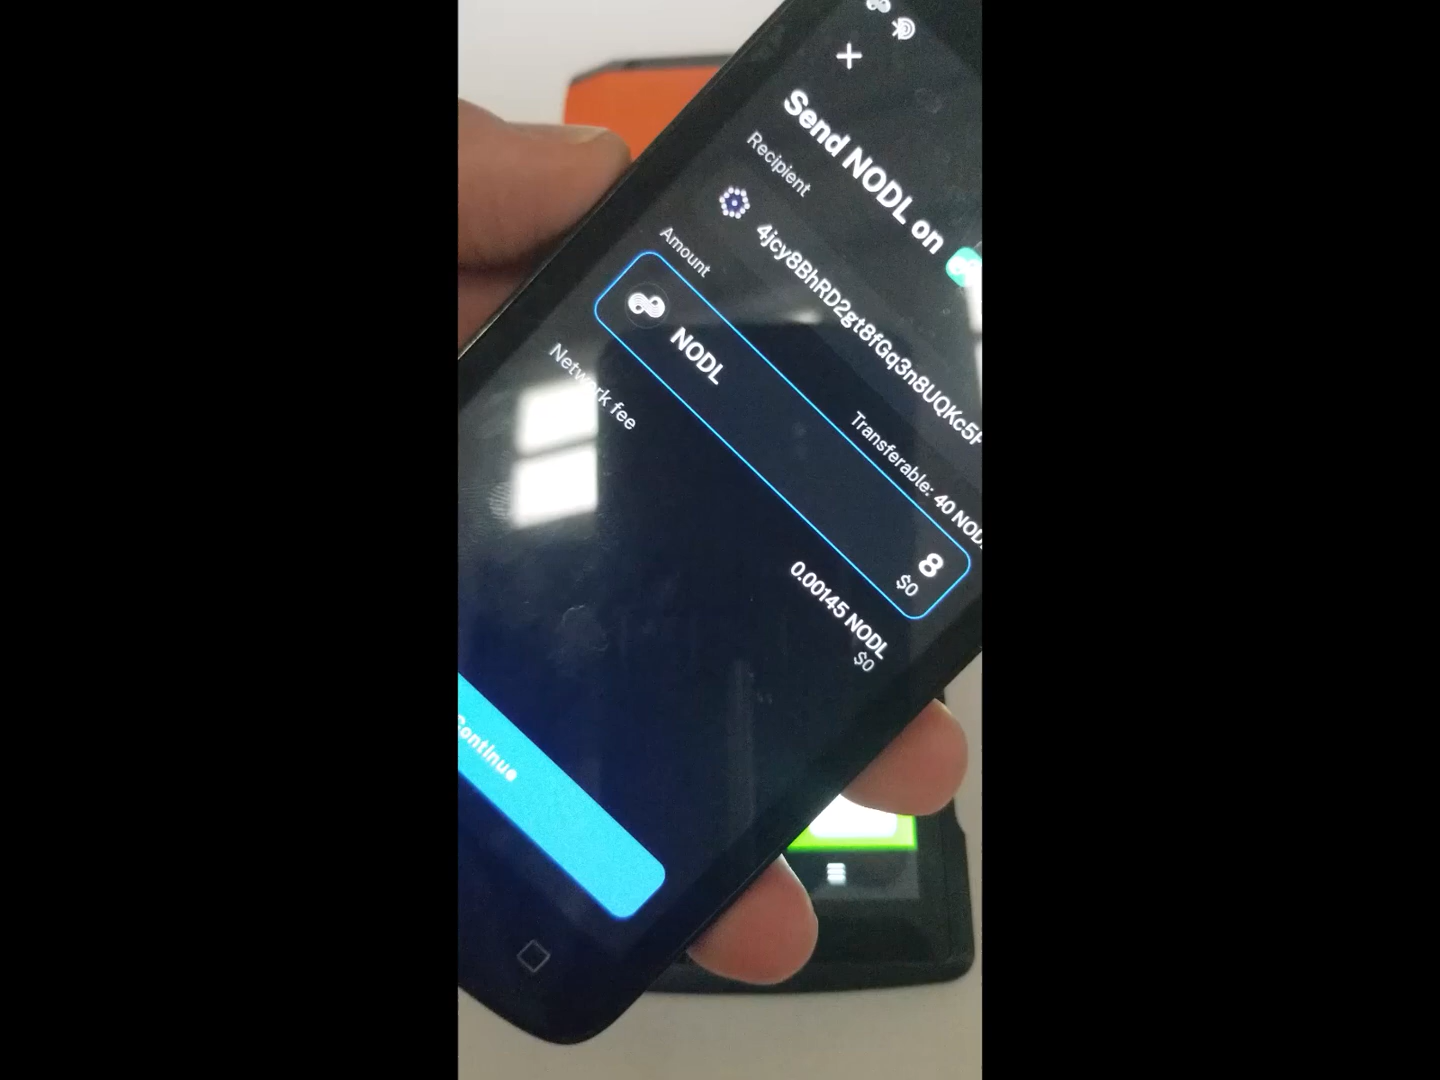 Send NODL on
Recipient
4jcy8BhRD2gt8fGq3n8UQKc5
Amount
Transferable: 40 NODL
NODL
8
$0
Network fee
0.00145 NODL
$0
Continue